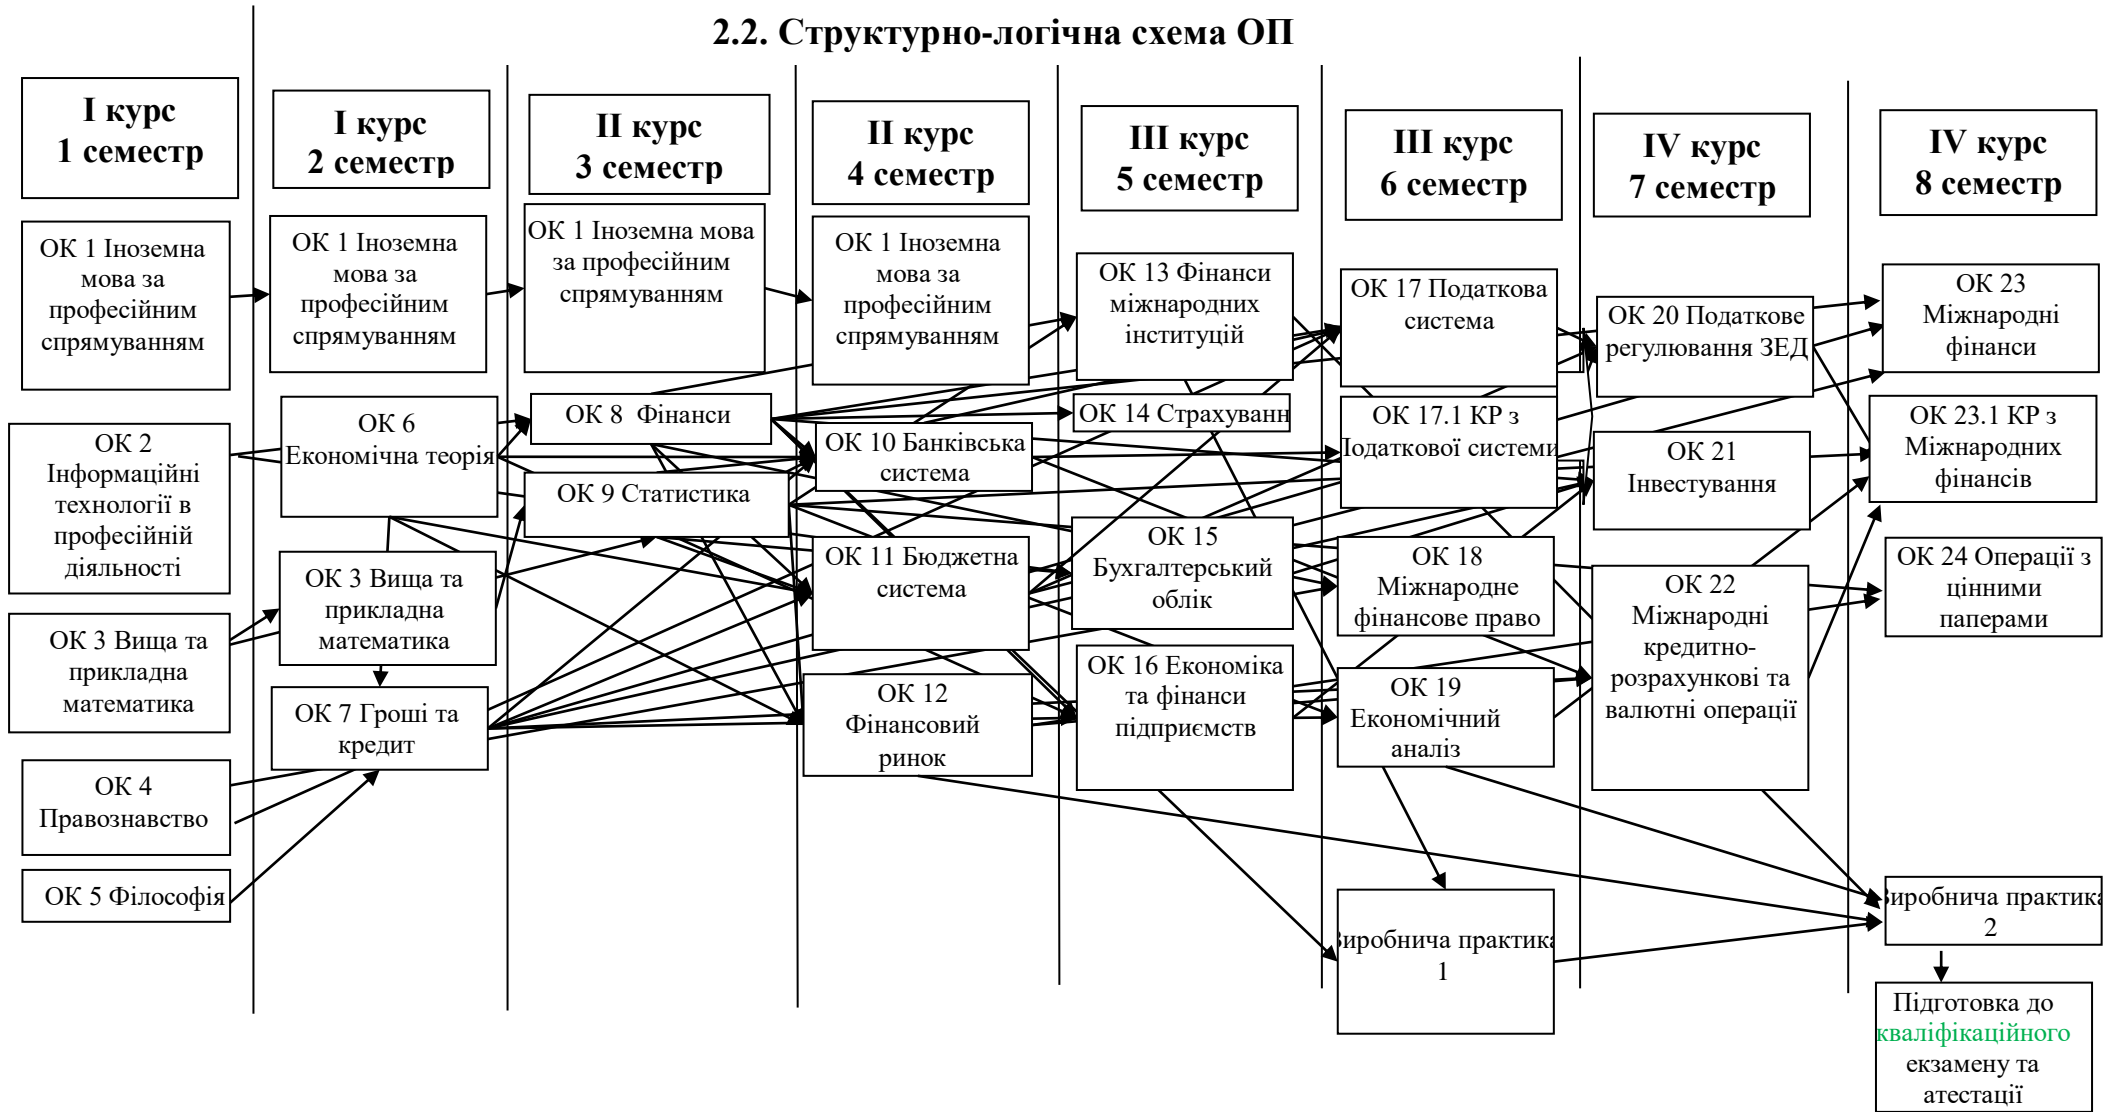 2.2. Структурно-логічна схема ОП
І курс
1 семестр
ОК 1 Іноземна
мова за
професійним
спрямуванням
ОК 2
Інформаційні
технології в
професійній
діяльності
ОК 3 Вища та
прикладна
математика
ОК 4
Правознавство
ОК 5 Філософія
І курс
2 семестр
ОК 1 Іноземна
мова за
професійним
спрямуванням
ОК 6
Економічна теорія
ОК 3 Вища та
прикладна
математика
ОК 7 Гроші та
кредит
ІІ курс
3 семестр
ОК 1 Іноземна мова
за професійним
спрямуванням
ОК 8 Фінанси
ОК 9 Статистика
ІІ курс
4 семестр
ОК 1 Іноземна
мова за
професійним
спрямуванням
ОК 10 Банківська
система
ОК 11 Бюджетна
система
ОК 12
Фінансовий
ринок
ІІІ курс
5 семестр
ОК 13 Фінанси
міжнародних
інституцій
ОК 14 Страхуванн
ОК 15
Бухгалтерський
облік
ОК 16 Економіка
та фінанси
підприємств
ІІІ курс
6 семестр
ОК 17 Податкова
система
ОК 17.1 КР з
Податкової системи
ОК 18
Міжнародне
фінансове право
ОК 19
Економічний
аналіз
Виробнича практика
1
IV курс
7 семестр
ОК 20 Податкове
регулювання ЗЕД
ОК 21
Інвестування
ОК 22
Міжнародні
кредитно-
розрахункові та
валютні операції
IV курс
8 семестр
ОК 23
Міжнародні
фінанси
ОК 23.1 КР з
Міжнародних
фінансів
ОК 24 Операції з
цінними
паперами
Виробнича практика
2
Підготовка до
кваліфікаційного
екзамену та
атестації